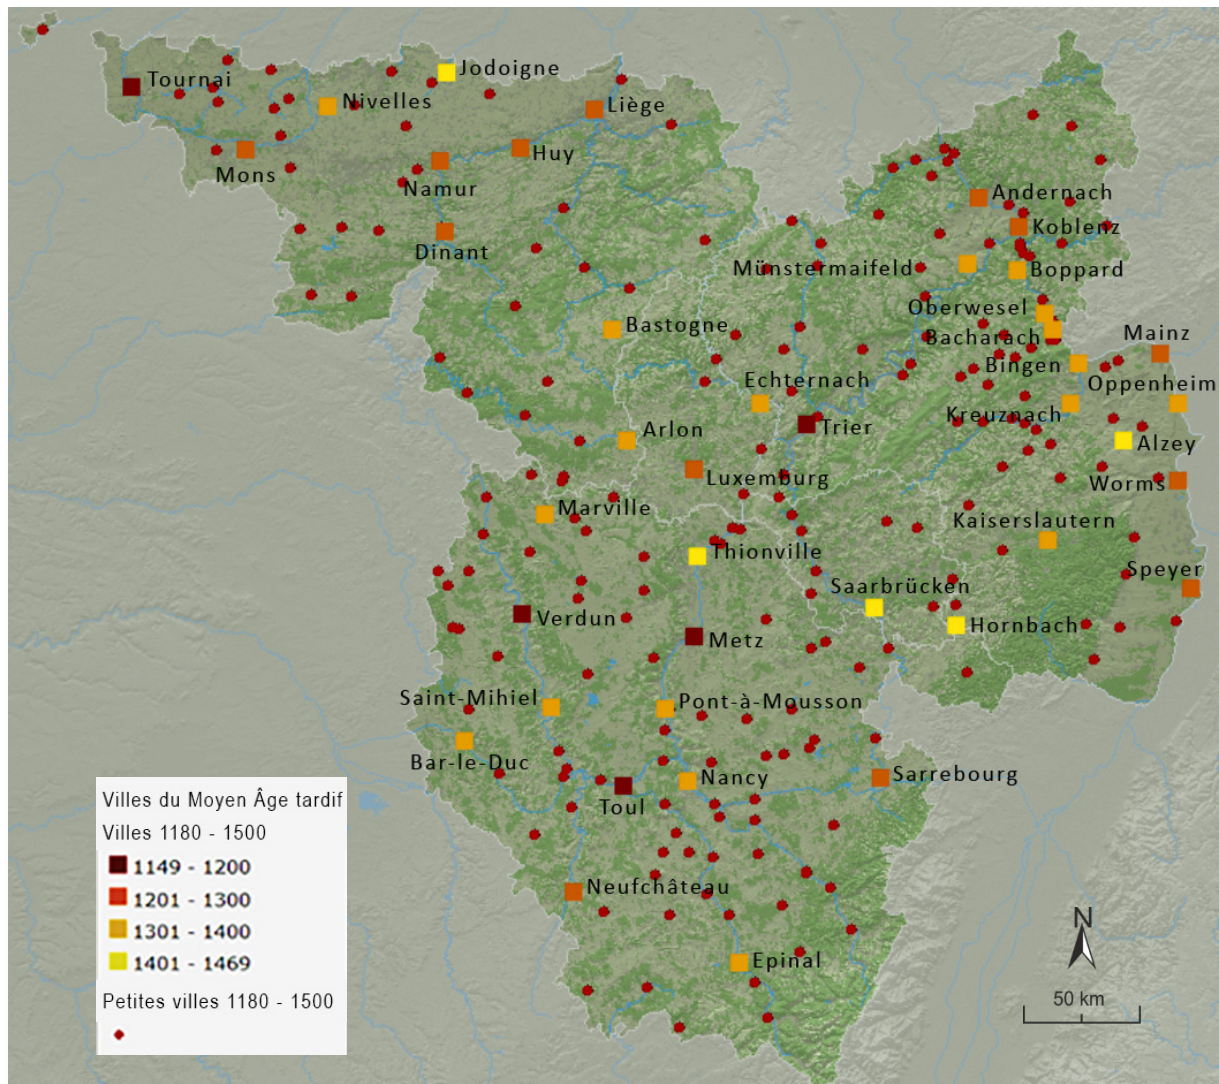 Jodoigne
Tournai
Nivelles
Liège
Mons
Huy
Namur
Andernach
Koblenz
Dinant
Münstermaifeld
Boppard
Oberwesel
Bastogne
Bacharach
Mainz
Bingen
Echternach
Oppenheim
Kreuznach
Trier
Arlon
Alzey
Luxemburg
Worms
Marville
Kaiserslautern
Thionville
Speyer
Saarbrücken
Verdun
Hornbach
Metz
Saint-Mihiel
Pont-à-Mousson
Bar-le-Duc
Nancy
Sarrebourg
Toul
Neufchâteau
Epinal
Villes du Moyen Âge tardif
Villes 1180 - 1500
1149 - 1200
1201 - 1300
1301 - 1400
1401 - 1469
Petites villes 1180 - 1500
N
50 km